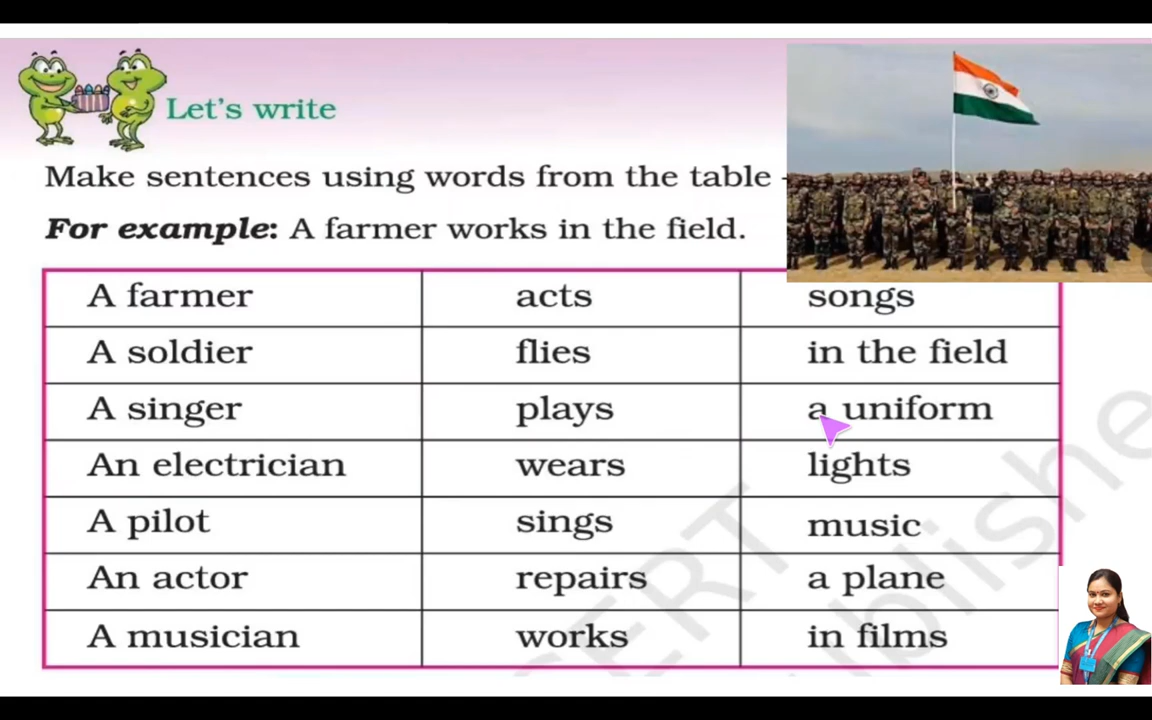 Let's write
Make sentences using words from the table -
For example: A farmer works in the field.
A farmer acts songs
A soldier flies in the field
A singer plays a uniform
An electrician wears lights
A pilot sings music
An actor repairs a plane
A musician works in films